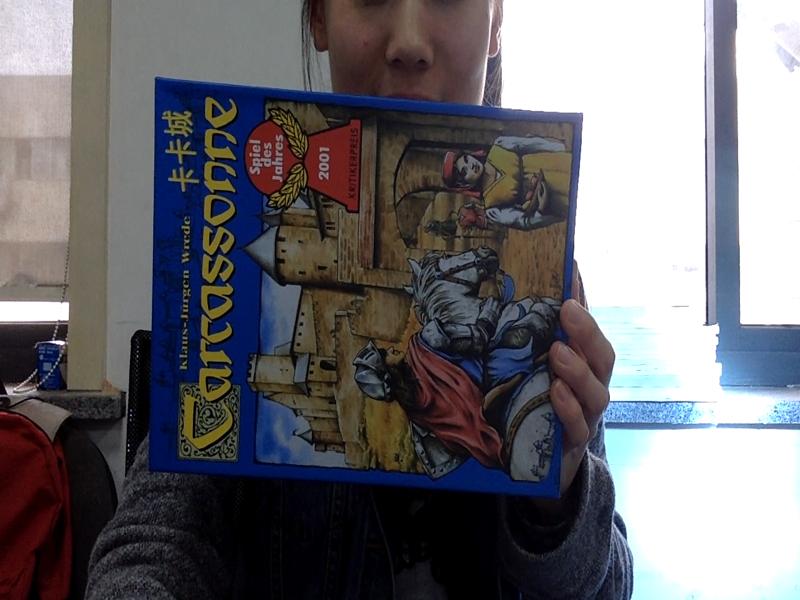 卡卡城
Klaus-Jürgen Wrede
Carcassonne
Spiel
des
Jahres
2001
KRITIKERPREIS